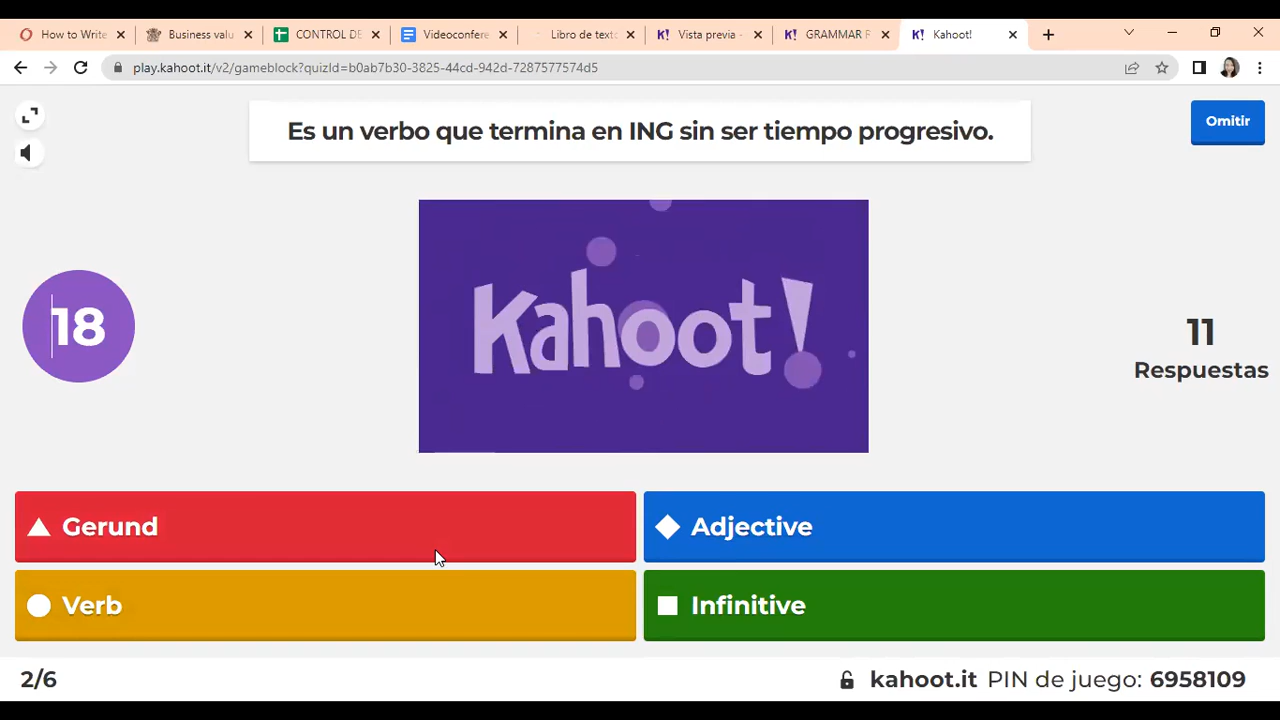 How to Write
Business valu
CONTROL DE
Videoconfere
Libro de texto
K! Vista previa -
K! GRAMMAR R
K! Kahoot!
play.kahoot.it/v2/gameblock?quizId=b0ab7b30-3825-44cd-942d-7287577574d5
Es un verbo que termina en ING sin ser tiempo progresivo.
Omitir
18
Kahoot!
11
Respuestas
Gerund
Adjective
Verb
Infinitive
2/6
kahoot.it PIN de juego: 6958109